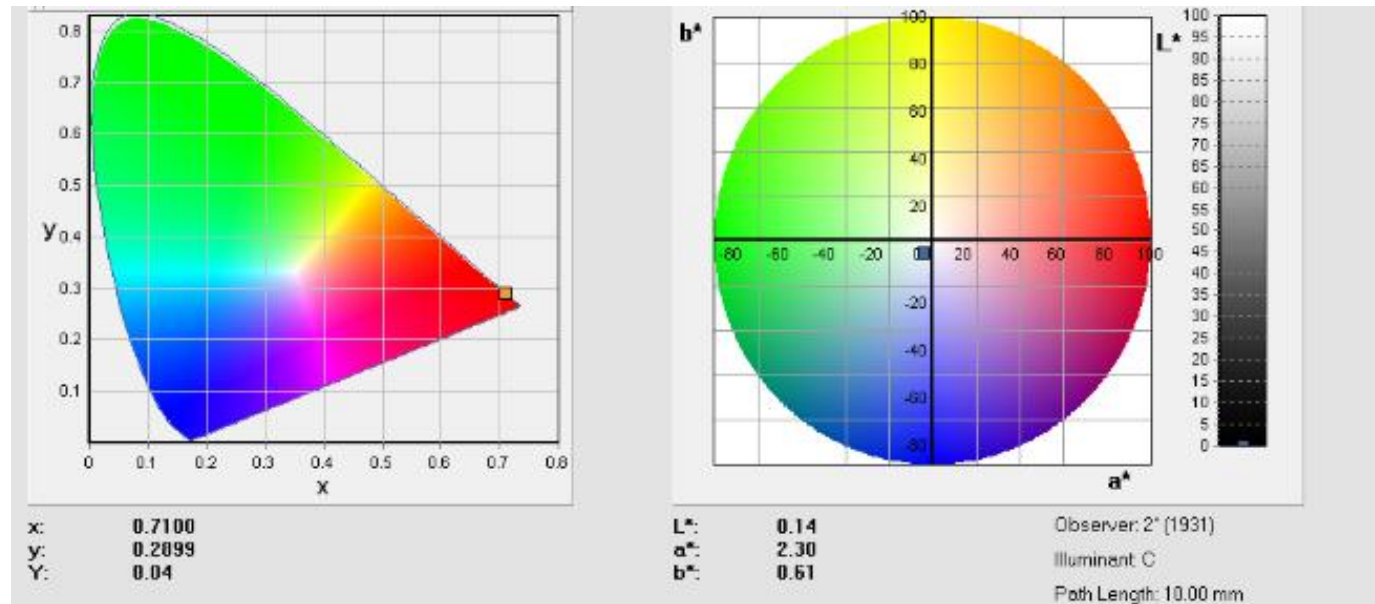 0.8
0.7
0.6
0.5
y 0.4
0.3
0.2
0.1
0 0.1 0.2 0.3 0.4 0.5 0.6 0.7 0.8
x
x: 0.7100
y: 0.2899
Y: 0.04
b*
100
80
60
40
20
-80 -60 -40 -20 0 20 40 60 80 100
-20
-40
-60
-80
a*
L*
100
95
90
85
80
75
70
65
60
55
50
45
40
35
30
25
20
15
10
5
0
L*: 0.14
a*: 2.30
b*: 0.61
Observer: 2° (1931)
Illuminant: C
Path Length: 10.00 mm